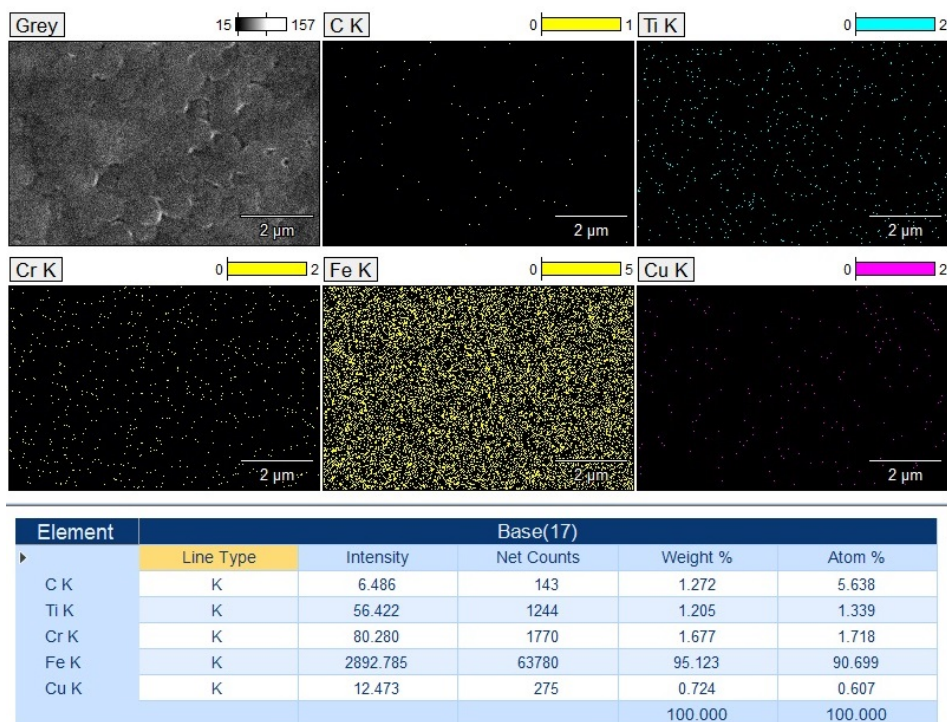 Grey 15 157 C K 0 1 Ti K 0 2
2 µm 2 µm 2 µm
Cr K 0 2 Fe K 0 5 Cu K 0 2
2 µm 2 µm 2 µm
Element Base(17)
Line Type Intensity Net Counts Weight % Atom %
C K K 6.486 143 1.272 5.638
Ti K K 56.422 1244 1.205 1.339
Cr K K 80.280 1770 1.677 1.718
Fe K K 2892.785 63780 95.123 90.699
Cu K K 12.473 275 0.724 0.607
100.000 100.000